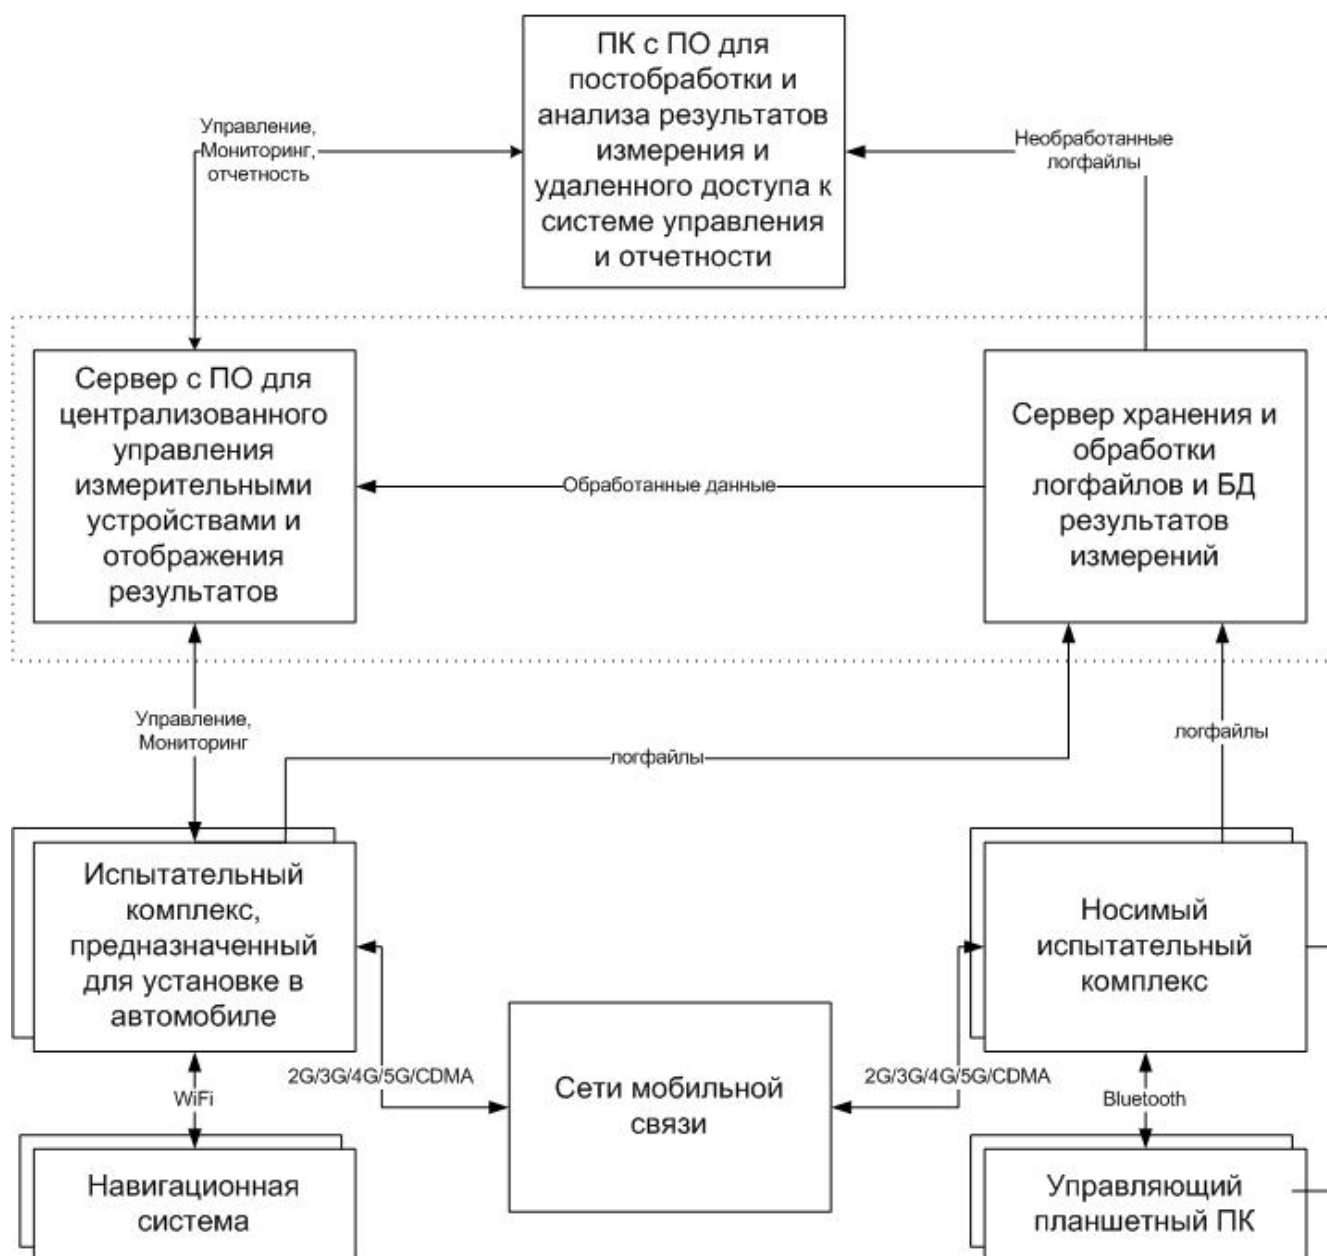 ПК с ПО для
постобработки и
анализа результатов
измерения и
удаленного доступа к
системе управления
и отчетности
Управление,
Мониторинг,
отчетность
Необработанные
логфайлы
Сервер с ПО для
централизованного
управления
измерительными
устройствами и
отображения
результатов
Обработанные данные
Сервер хранения и
обработки
логфайлов и БД
результатов
измерений
Управление,
Мониторинг
логфайлы
логфайлы
Испытательный
комплекс,
предназначенный
для установке в
автомобиле
Носимый
испытательный
комплекс
2G/3G/4G/5G/CDMA
Сети мобильной
связи
2G/3G/4G/5G/CDMA
WiFi
Bluetooth
Навигационная
система
Управляющий
планшетный ПК